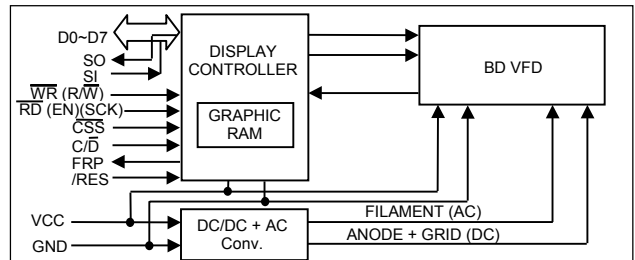 D0~D7
SO
SI
WR (R/W)
RD (EN)(SCK)
CSS
C/D
FRP
/RES
VCC
GND
DISPLAY
CONTROLLER
GRAPHIC
RAM
BD VFD
DC/DC + AC
Conv.
FILAMENT (AC)
ANODE + GRID (DC)